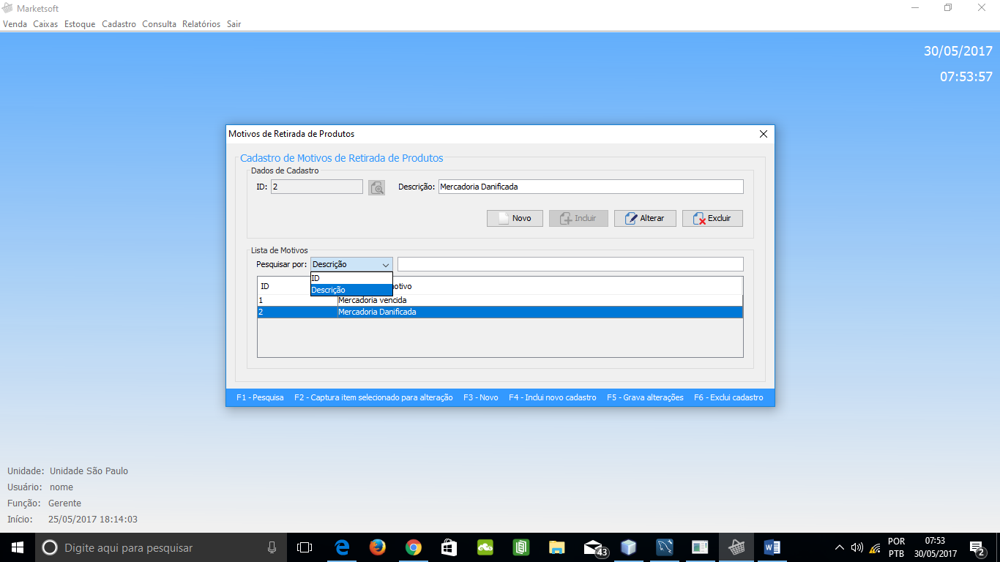 Marketsoft
Venda Caixas Estoque Cadastro Consulta Relatórios Sair
30/05/2017
07:53:57
Motivos de Retirada de Produtos
Cadastro de Motivos de Retirada de Produtos
Dados de Cadastro
ID: 2 Descrição: Mercadoria Danificada
Novo Incluir Alterar Excluir
Lista de Motivos
Pesquisar por: Descrição
ID
Descrição
ID
1 Mercadoria vencida
2 Mercadoria Danificada
F1 - Pesquisa F2 - Captura item selecionado para alteração F3 - Novo F4 - Inclui novo cadastro F5 - Grava alterações F6 - Exclui cadastro
Unidade: Unidade São Paulo
Usuário: nome
Função: Gerente
Início: 25/05/2017 18:14:03
Digite aqui para pesquisar
43
POR
PTB
07:53
30/05/2017
2